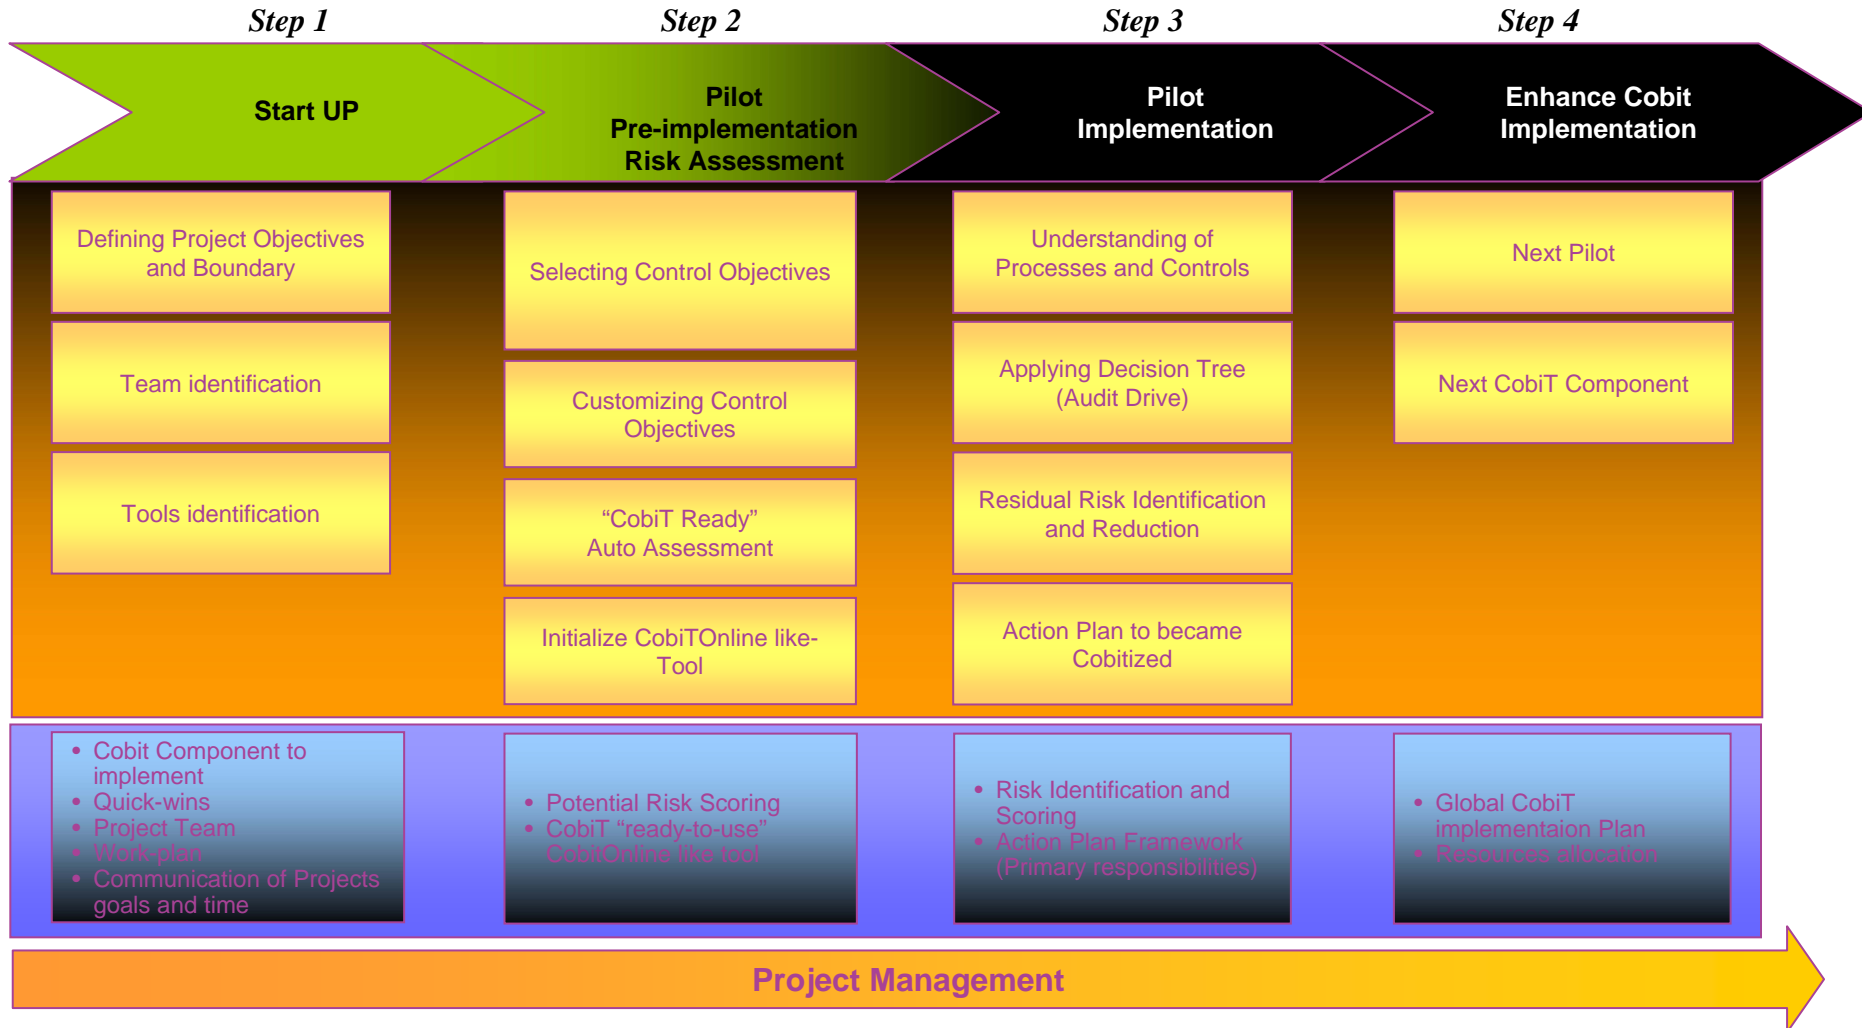 Step 1
Step 2
Step 3
Step 4
Start UP
Pilot
Pre-implementation
Risk Assessment
Pilot
Implementation
Enhance Cobit
Implementation
Defining Project Objectives
and Boundary
Team identification
Tools identification
Selecting Control Objectives
Customizing Control
Objectives
“CobiT Ready”
Auto Assessment
Initialize CobiTOnline like-
Tool
Understanding of
Processes and Controls
Applying Decision Tree
(Audit Drive)
Residual Risk Identification
and Reduction
Action Plan to became
Cobitized
Next Pilot
Next CobiT Component
• Cobit Component to
implement
• Quick-wins
• Project Team
• Work-plan
• Communication of Projects
goals and time
• Potential Risk Scoring
• CobiT “ready-to-use”
CobitOnline like tool
• Risk Identification and
Scoring
• Action Plan Framework
(Primary responsibilities)
• Global CobiT
implementaion Plan
• Resources allocation
Project Management